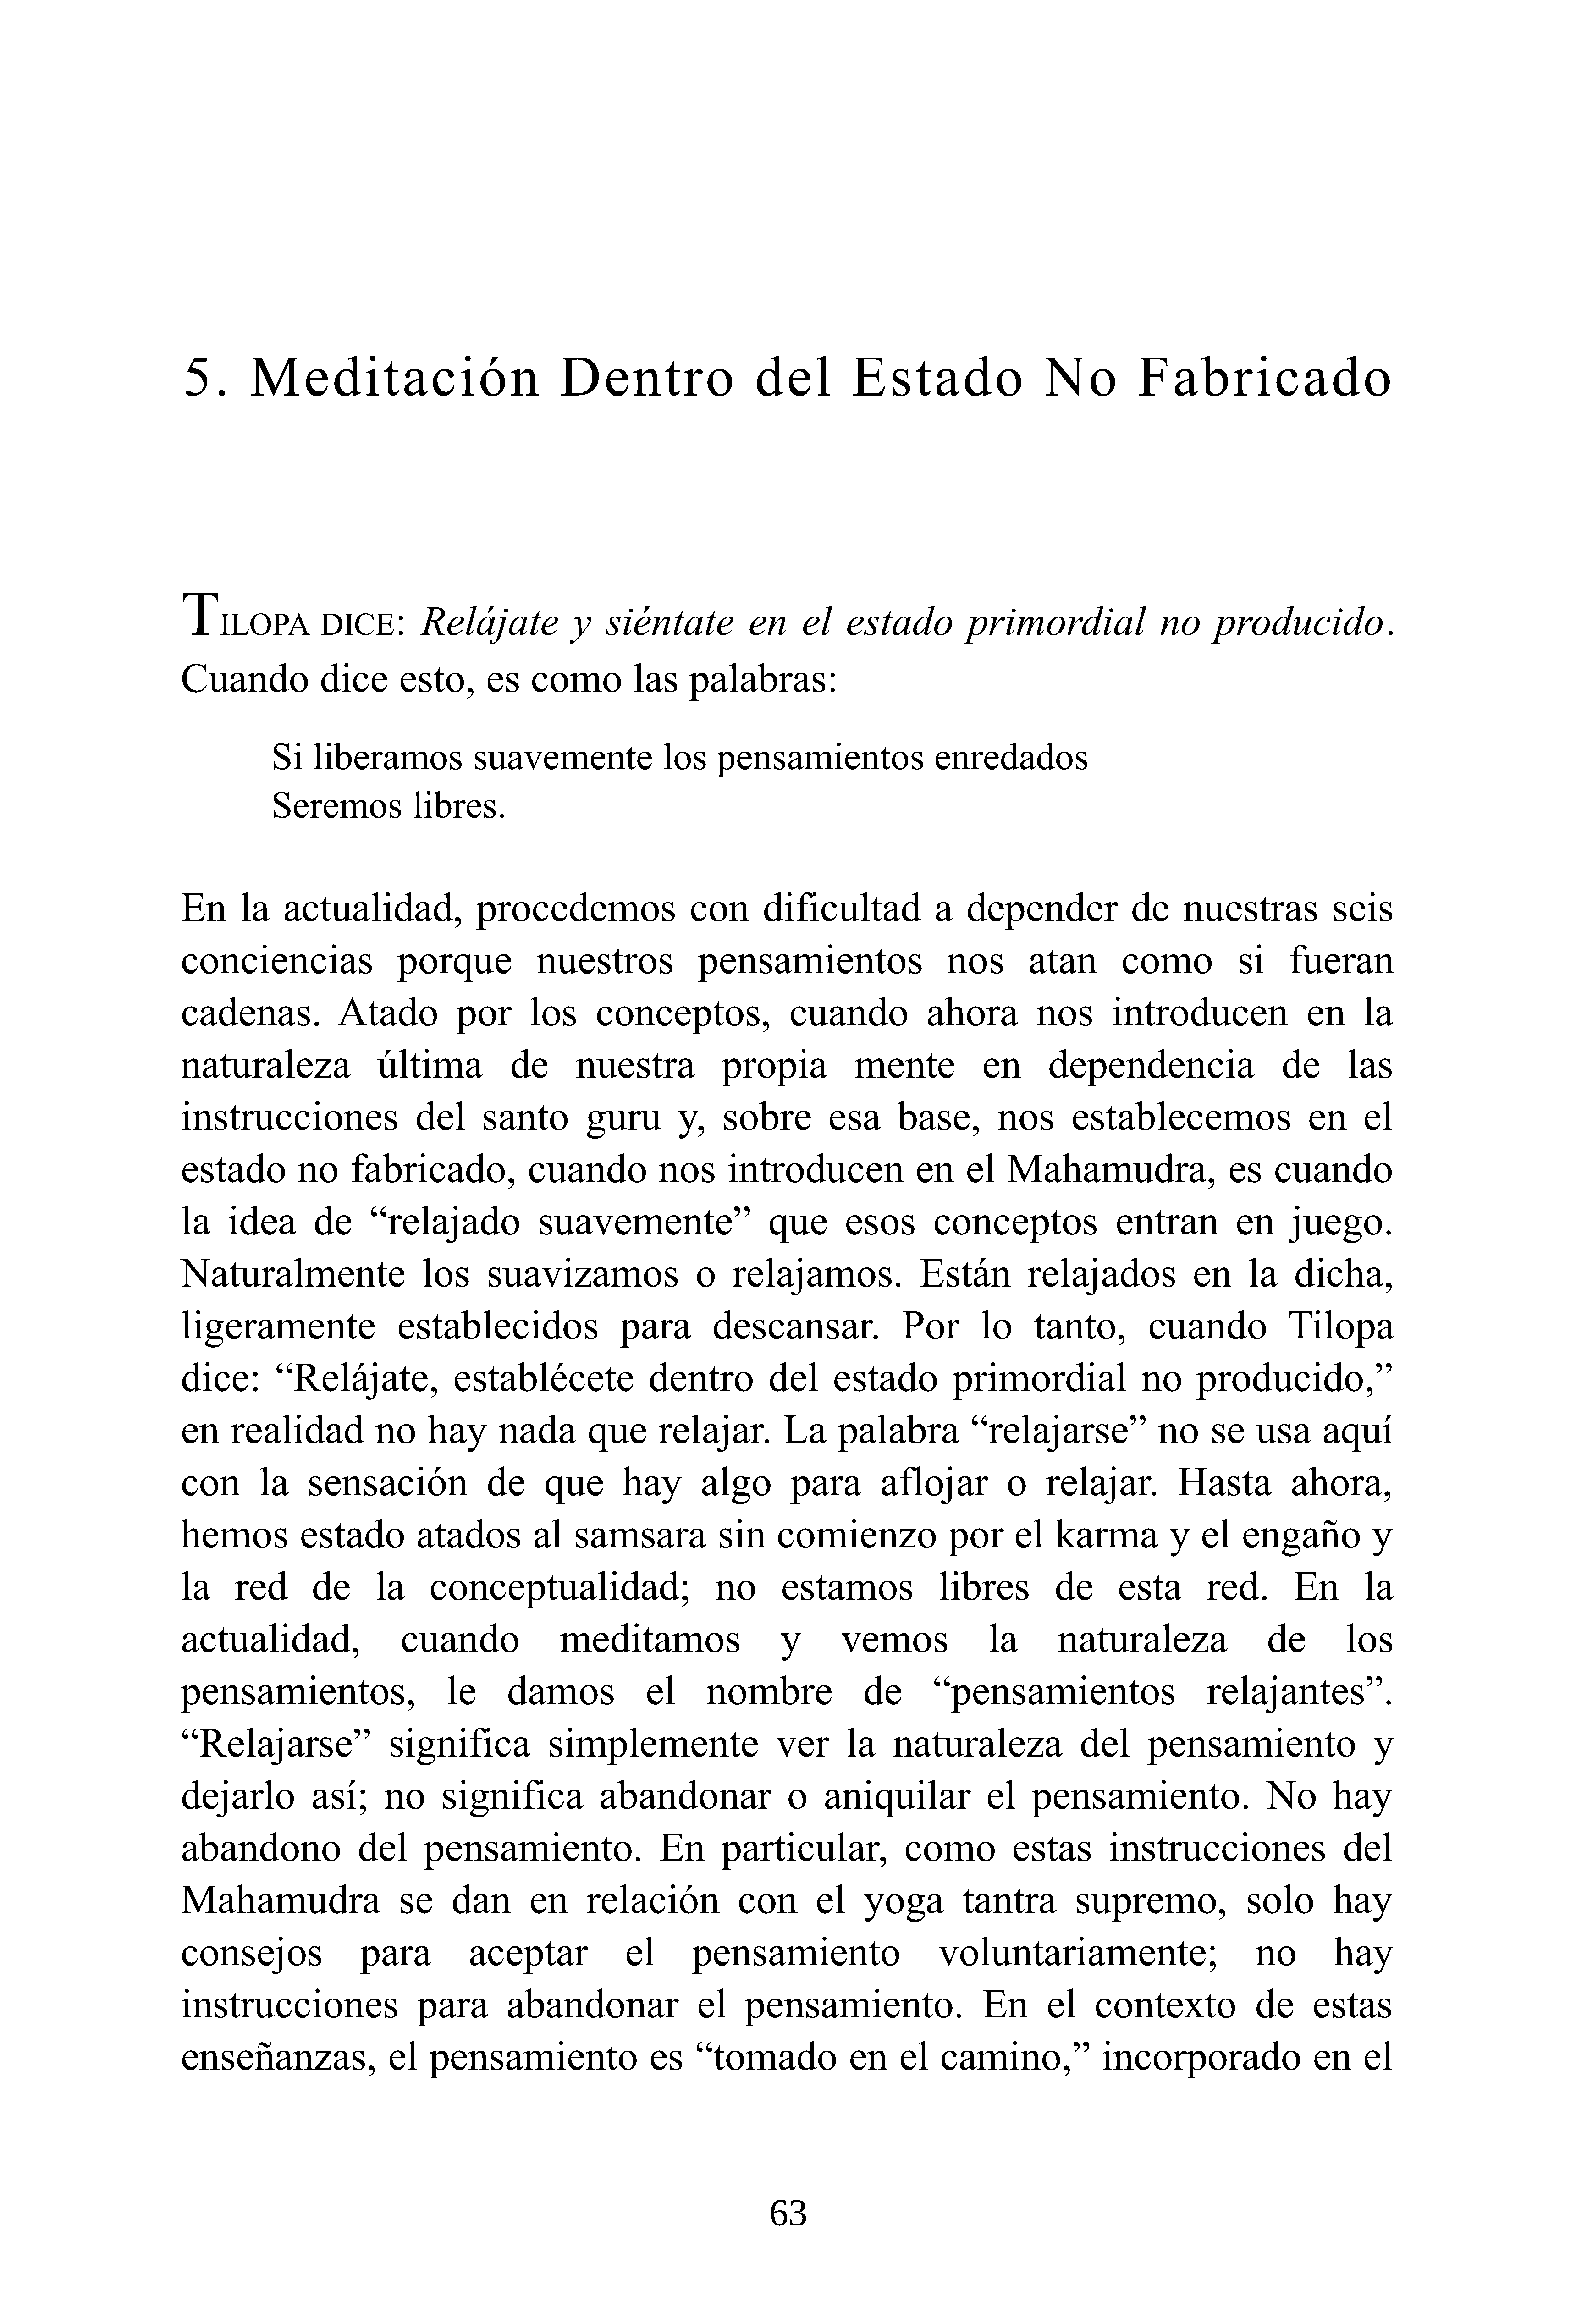 5. Meditación Dentro del Estado No Fabricado
TILOPA DICE: Relájate y siéntate en el estado primordial no producido.
Cuando dice esto, es como las palabras:
Si liberamos suavemente los pensamientos enredados
Seremos libres.
En la actualidad, procedemos con dificultad a depender de nuestras seis
conciencias porque nuestros pensamientos nos atan como si fueran
cadenas. Atado por los conceptos, cuando ahora nos introducen en la
naturaleza última de nuestra propia mente en dependencia de las
instrucciones del santo guru y, sobre esa base, nos establecemos en el
estado no fabricado, cuando nos introducen en el Mahamudra, es cuando
la idea de “relajado suavemente” que esos conceptos entran en juego.
Naturalmente los suavizamos o relajamos. Están relajados en la dicha,
ligeramente establecidos para descansar. Por lo tanto, cuando Tilopa
dice: “Relájate, establécete dentro del estado primordial no producido,”
en realidad no hay nada que relajar. La palabra “relajarse” no se usa aquí
con la sensación de que hay algo para aflojar o relajar. Hasta ahora,
hemos estado atados al samsara sin comienzo por el karma y el engaño y
la red de la conceptualidad; no estamos libres de esta red. En la
actualidad, cuando meditamos y vemos la naturaleza de los
pensamientos, le damos el nombre de “pensamientos relajantes”.
“Relajarse” significa simplemente ver la naturaleza del pensamiento y
dejarlo así; no significa abandonar o aniquilar el pensamiento. No hay
abandono del pensamiento. En particular, como estas instrucciones del
Mahamudra se dan en relación con el yoga tantra supremo, solo hay
consejos para aceptar el pensamiento voluntariamente; no hay
instrucciones para abandonar el pensamiento. En el contexto de estas
enseñanzas, el pensamiento es “tomado en el camino,” incorporado en el
63